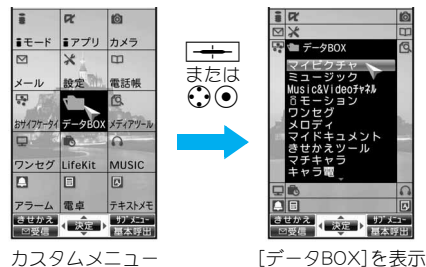 iモード iアプリ カメラ
メール 設定 電話帳
おサイフケータイ データBOX メディアツール
ワンセグ LifeKit MUSIC
アラーム 電卓 テキストメモ
きせかえ 決定 サブメニュー
受信 基本呼出
カスタムメニュー
または
データBOX
マイピクチャ
ミュージック
Music&Videoチャネル
iモーション
ワンセグ
メロディ
マイドキュメント
きせかえツール
マチキャラ
キャラ電
きせかえ 決定 サブメニュー
受信 基本呼出
[データBOX]を表示